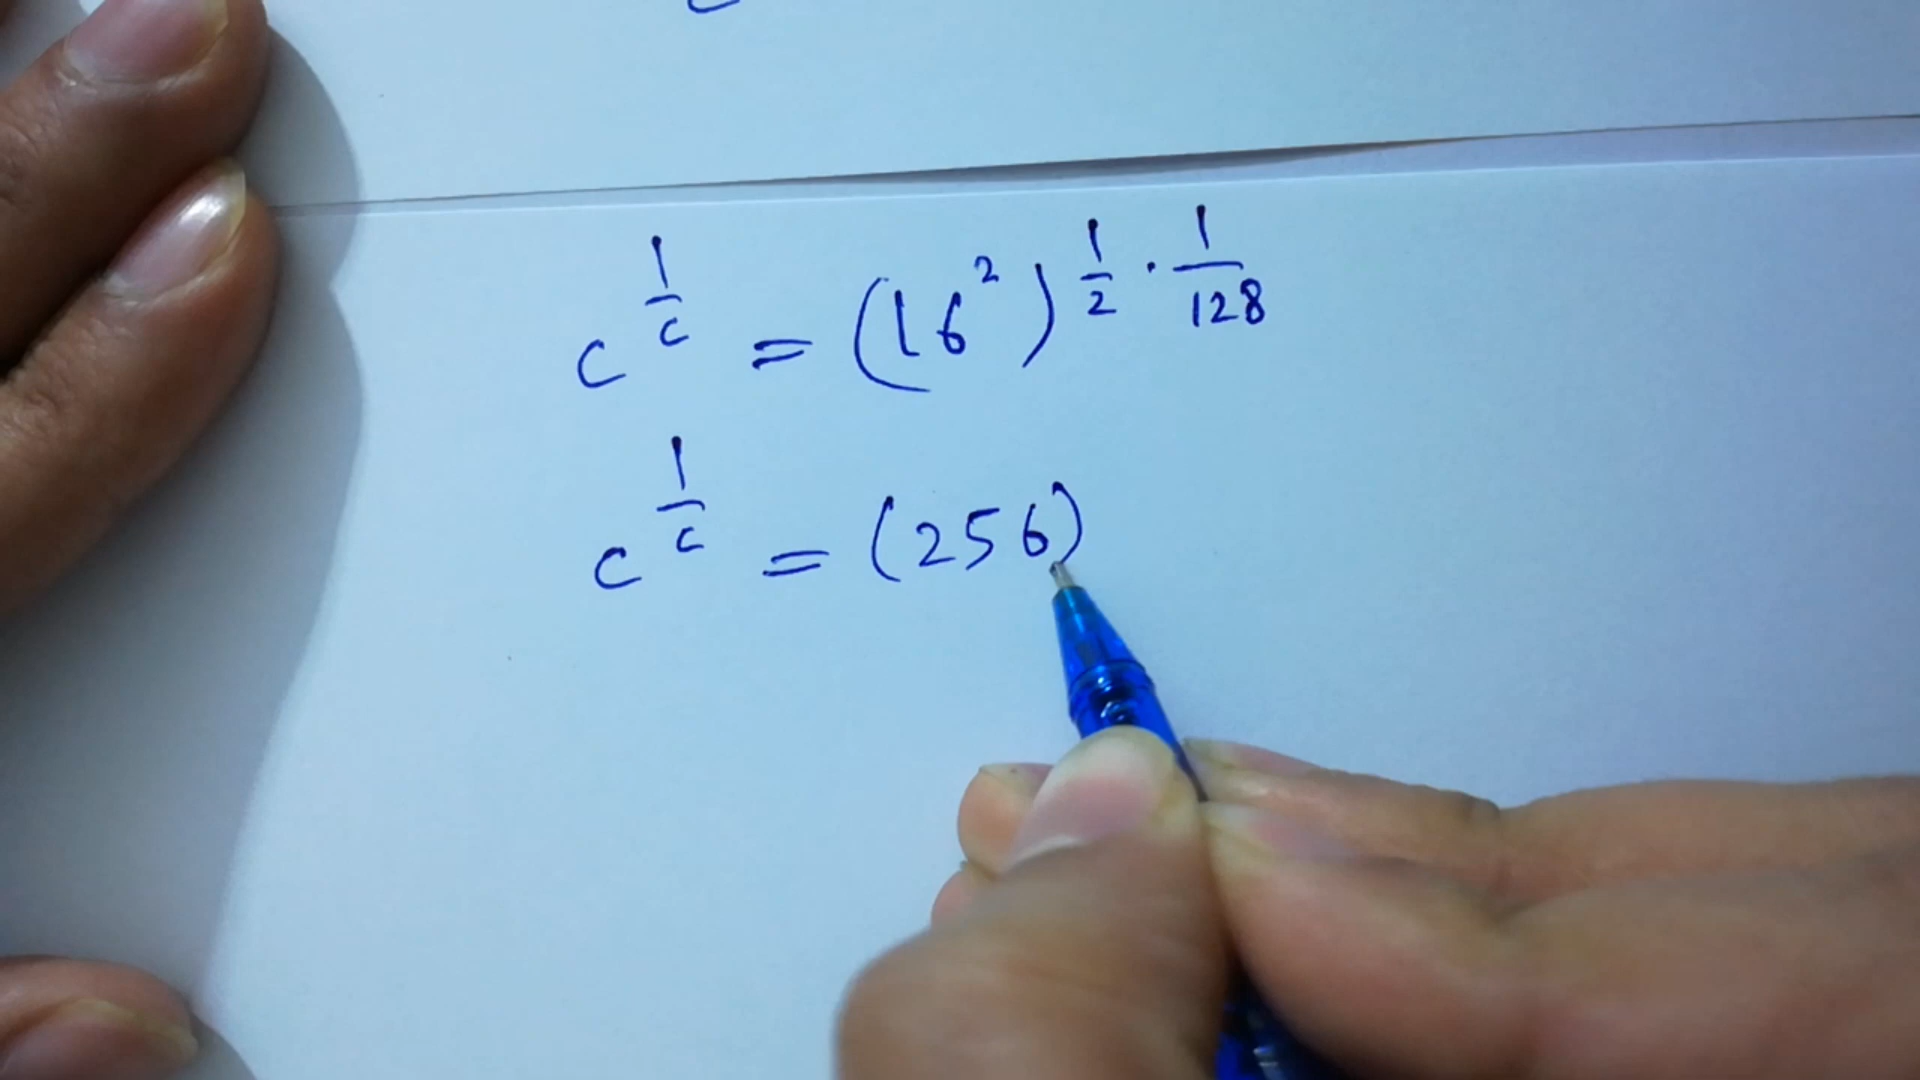 c^(1/c) = (16²)^(1/2 · 1/128)
c^(1/c) = (256)